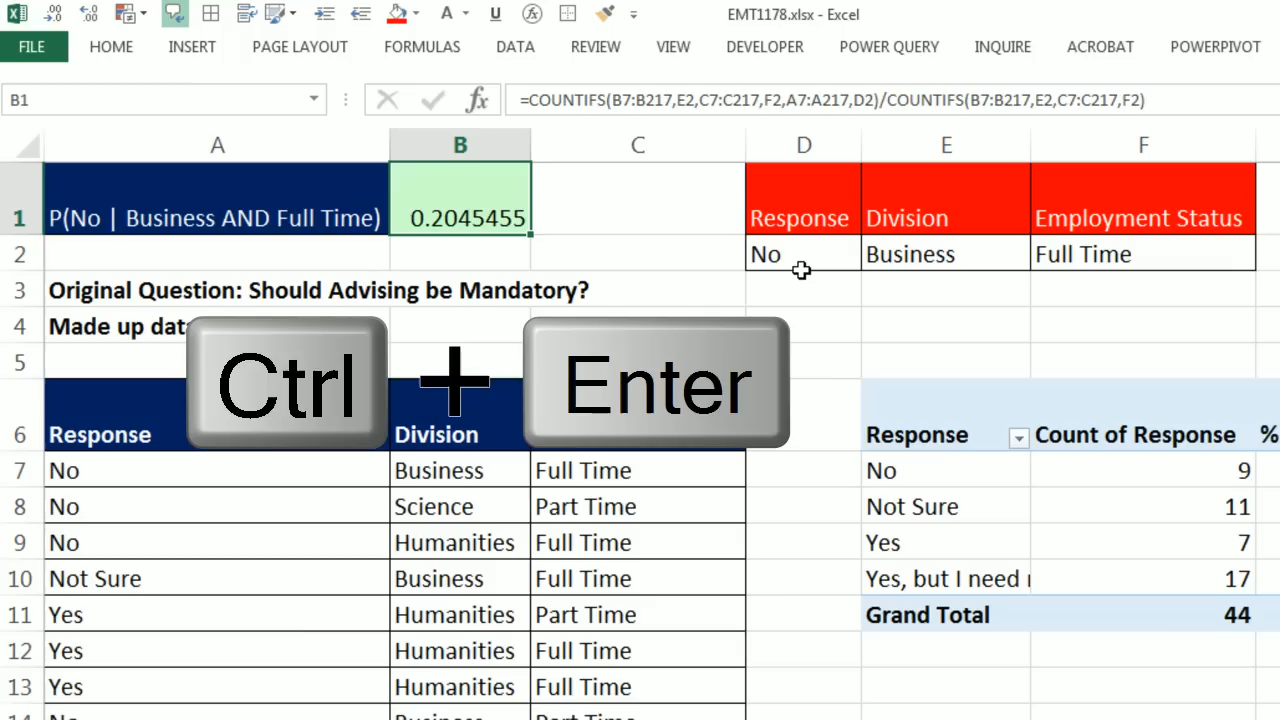 EMT1178.xlsx - Excel
FILE HOME INSERT PAGE LAYOUT FORMULAS DATA REVIEW VIEW DEVELOPER POWER QUERY INQUIRE ACROBAT POWERPIVOT
B1 fx =COUNTIFS(B7:B217,E2,C7:C217,F2,A7:A217,D2)/COUNTIFS(B7:B217,E2,C7:C217,F2)
A B C D E F
1 P(No | Business AND Full Time) 0.2045455 Response Division Employment Status
2 No Business Full Time
3 Original Question: Should Advising be Mandatory?
4 Made up
5
Ctrl + Enter
6 Response Division Response Count of Response %
7 No Business Full Time No 9
8 No Science Part Time Not Sure 11
9 No Humanities Full Time Yes 7
10 Not Sure Business Full Time Yes, but I need 17
11 Yes Humanities Part Time Grand Total 44
12 Yes Humanities Full Time
13 Yes Humanities Full Time